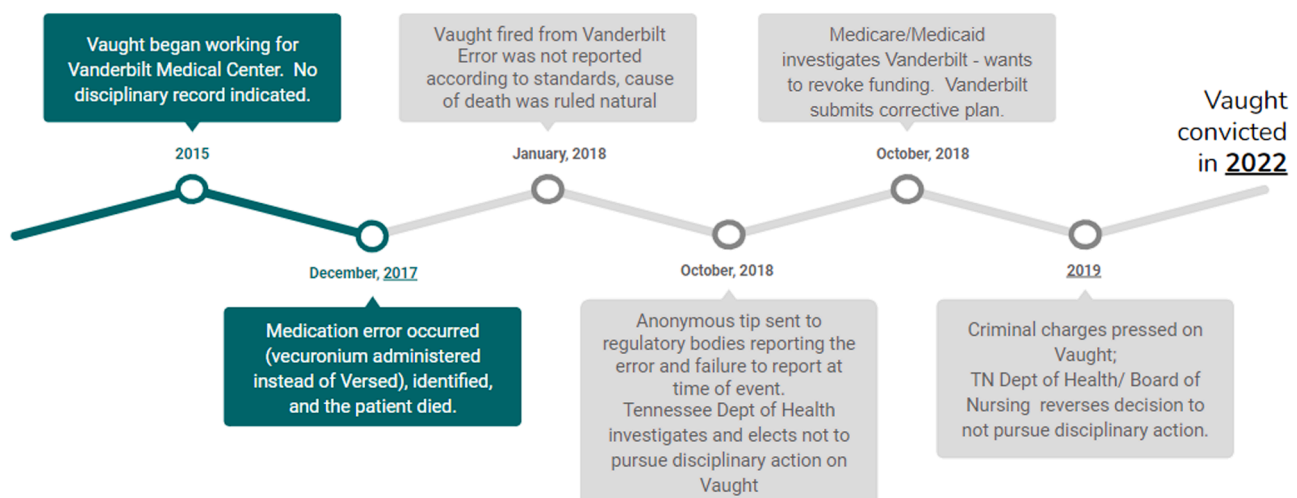 Vaught began working for
Vanderbilt Medical Center. No
disciplinary record indicated.
2015
December, 2017
Medication error occurred
(vecuronium administered
instead of Versed), identified,
and the patient died.
Vaught fired from Vanderbilt
Error was not reported
according to standards, cause
of death was ruled natural
January, 2018
October, 2018
Anonymous tip sent to
regulatory bodies reporting the
error and failure to report at
time of event.
Tennessee Dept of Health
investigates and elects not to
pursue disciplinary action on
Vaught
Medicare/Medicaid
investigates Vanderbilt - wants
to revoke funding. Vanderbilt
submits corrective plan.
October, 2018
2019
Criminal charges pressed on
Vaught;
TN Dept of Health/ Board of
Nursing reverses decision to
not pursue disciplinary action.
Vaught
convicted
in 2022